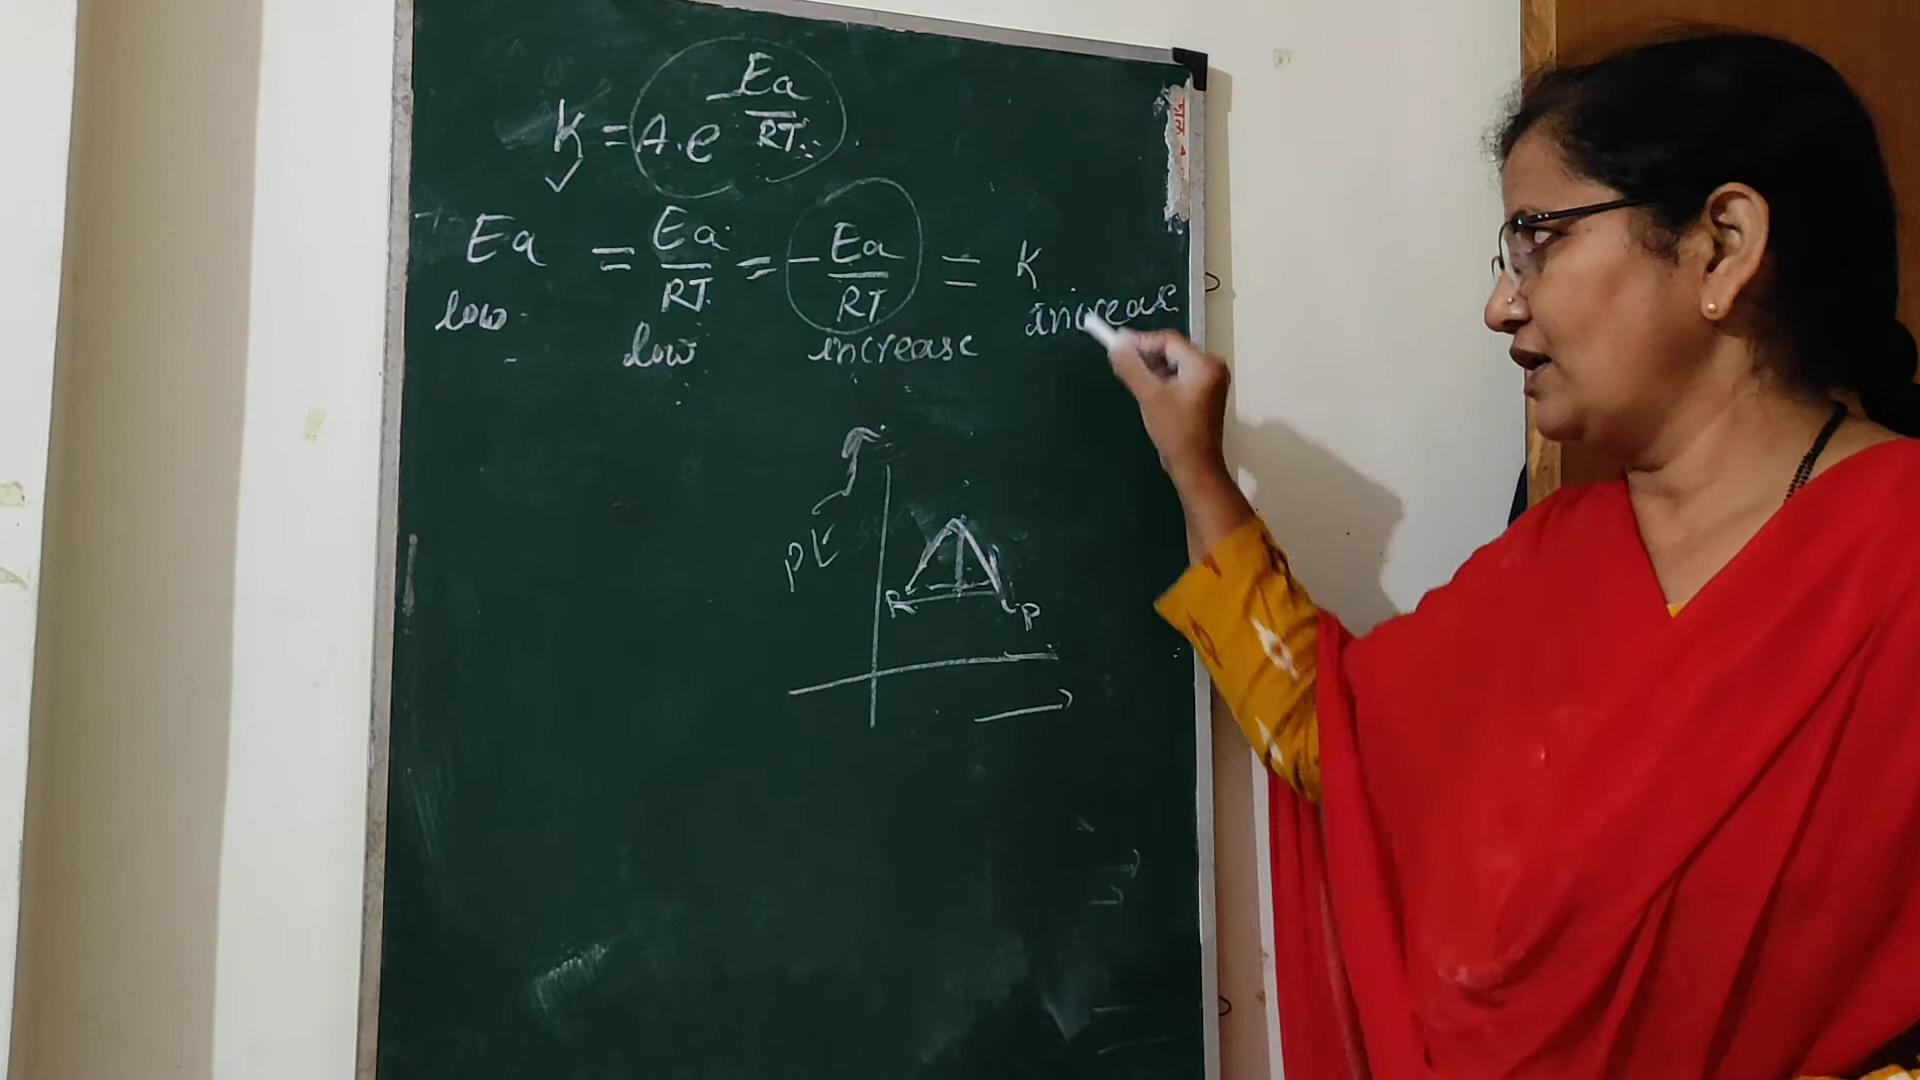 K = A.e -Ea/RT
Ea = Ea/RT = -Ea/RT = K
low low increase increase
PE
R P